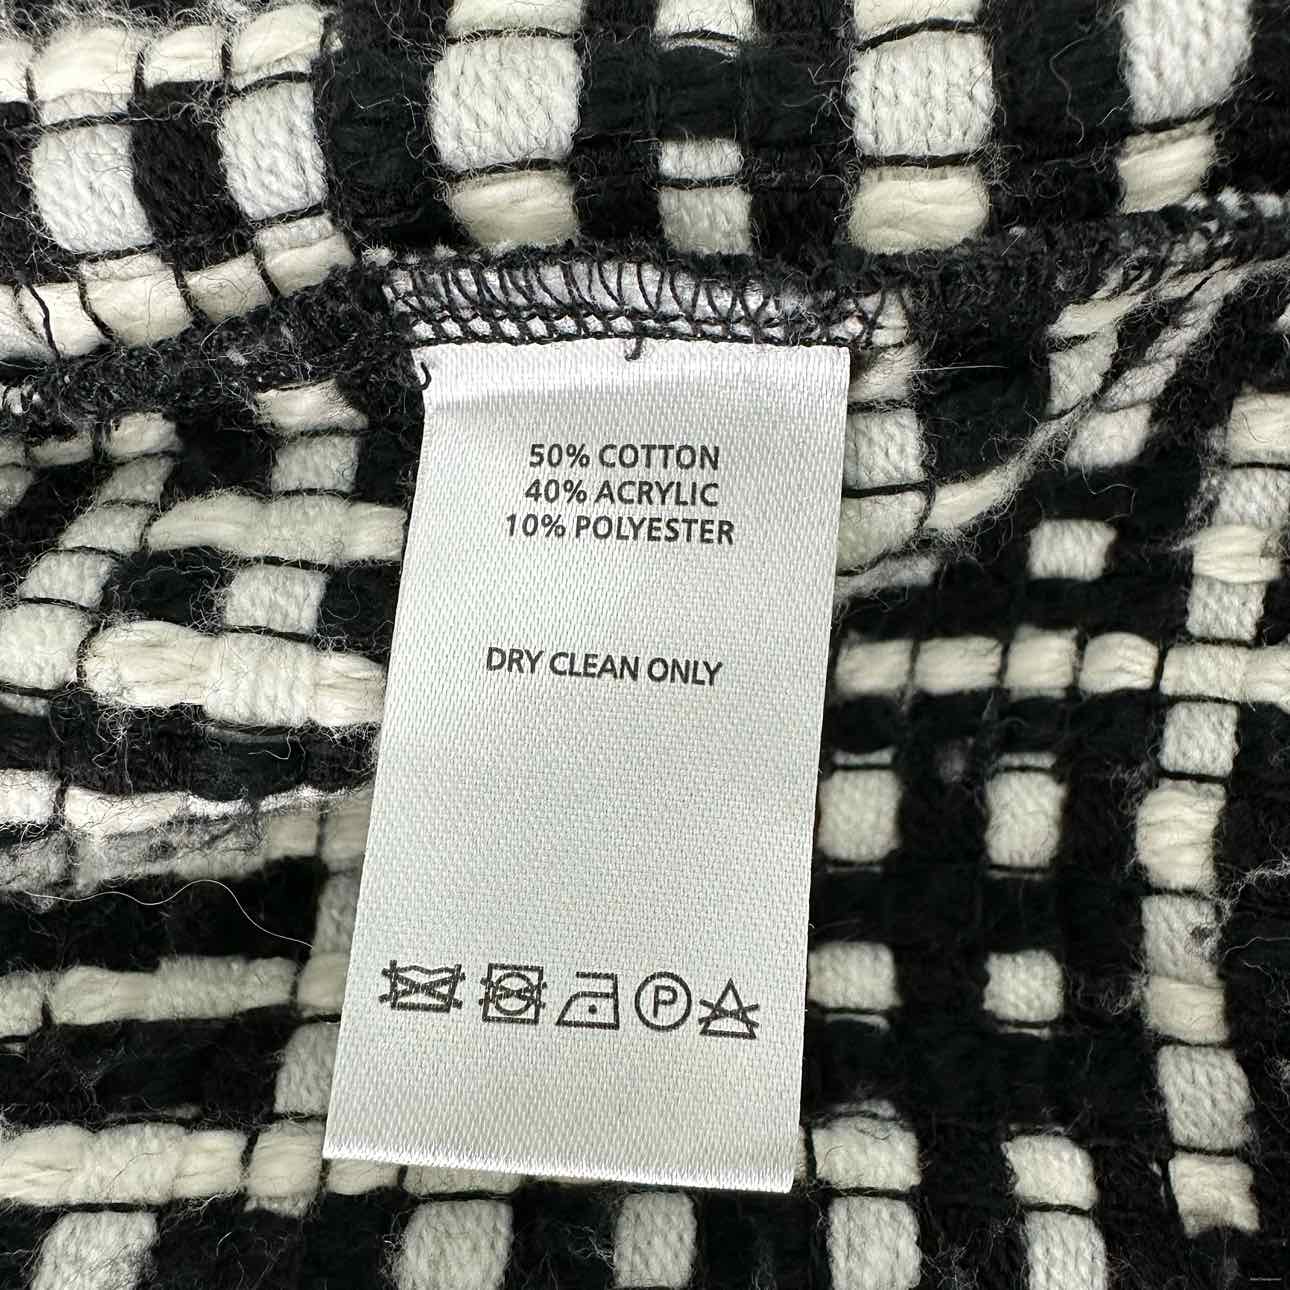 50% COTTON
40% ACRYLIC
10% POLYESTER
DRY CLEAN ONLY
P